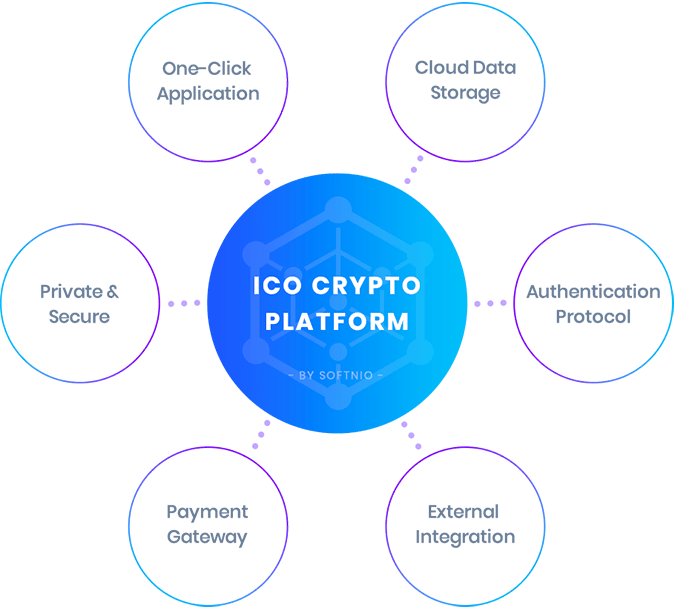 One-Click
Application
Cloud Data
Storage
Private &
Secure
ICO CRYPTO
PLATFORM
– BY SOFTNIO –
Authentication
Protocol
Payment
Gateway
External
Integration